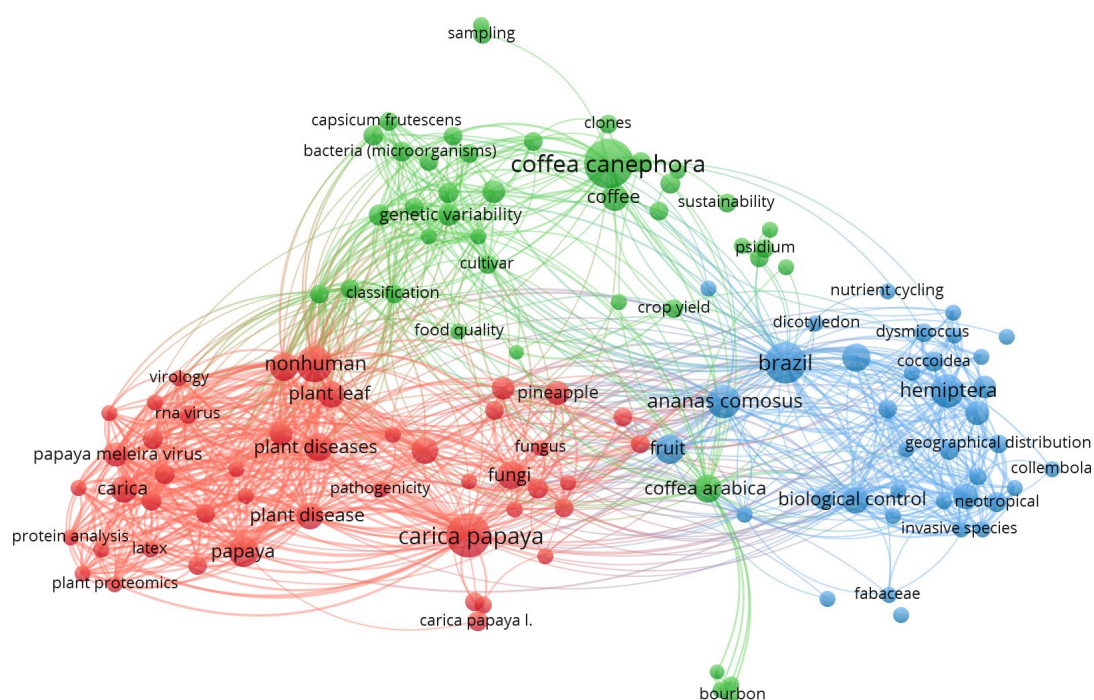 sampling
capsicum frutescens
clones
bacteria (microorganisms)
coffea canephora
coffee
sustainability
genetic variability
psidium
cultivar
classification
nutrient cycling
crop yield
dicotyledon
food quality
dysmicoccus
nonhuman
brazil
coccoidea
virology
plant leaf
pineapple
ananas comosus
hemiptera
rna virus
papaya meleira virus
plant diseases
fungus
fruit
geographical distribution
fungi
collembola
carica
pathogenicity
coffea arabica
biological control
neotropical
plant disease
invasive species
protein analysis
latex
papaya
carica papaya
plant proteomics
fabaceae
carica papaya l.
bourbon